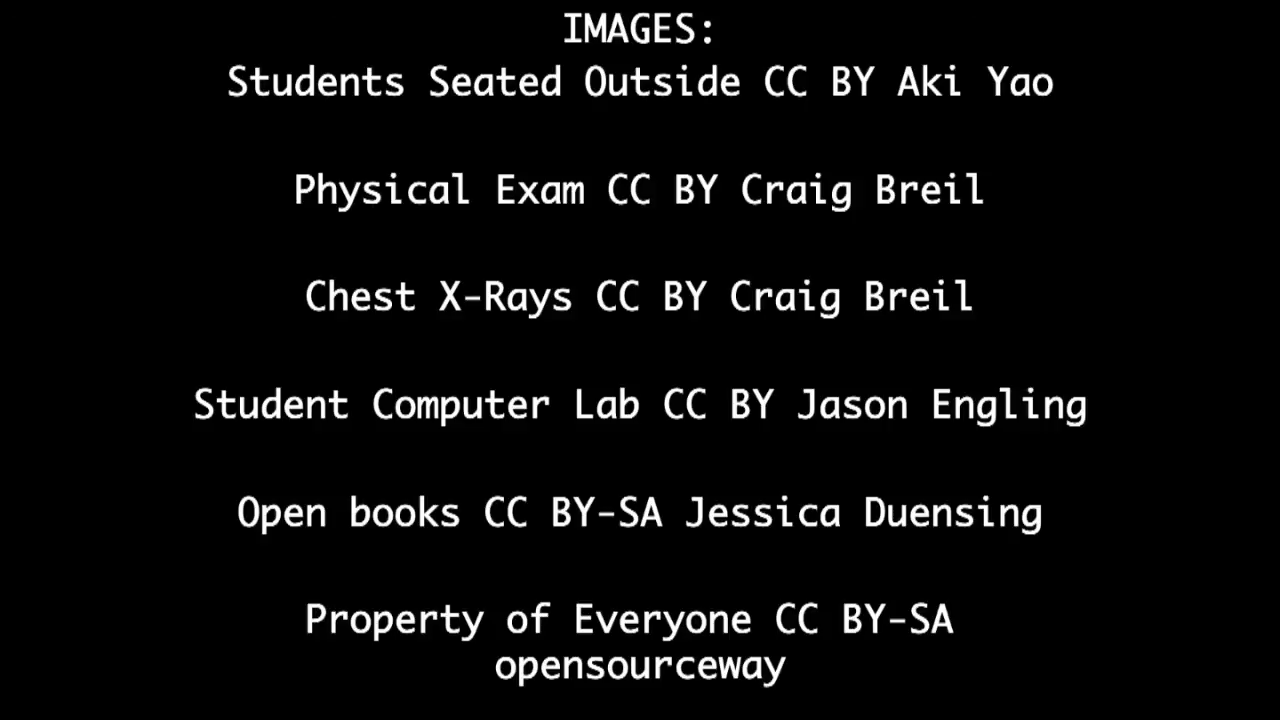 IMAGES:
Students Seated Outside CC BY Aki Yao
Physical Exam CC BY Craig Breil
Chest X-Rays CC BY Craig Breil
Student Computer Lab CC BY Jason Engling
Open books CC BY-SA Jessica Duensing
Property of Everyone CC BY-SA
opensourceway